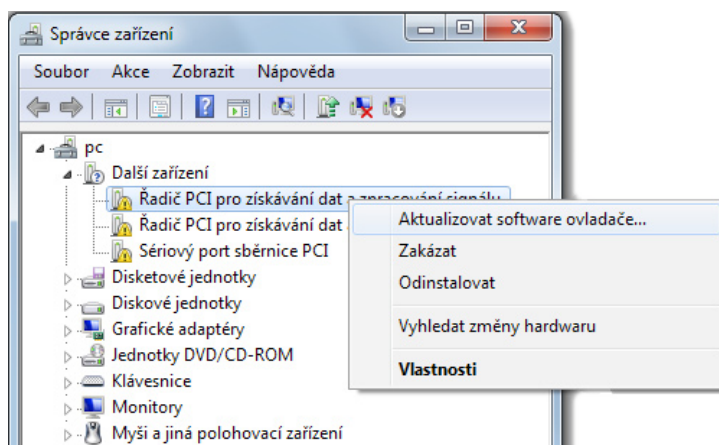 Správce zařízení
Soubor Akce Zobrazit Nápověda
pc
Další zařízení
Řadič PCI pro získávání dat a zpracování signálu
Řadič PCI pro získávání dat
Sériový port sběrnice PCI
Disketové jednotky
Diskové jednotky
Grafické adaptéry
Jednotky DVD/CD-ROM
Klávesnice
Monitory
Myši a jiná polohovací zařízení
Aktualizovat software ovladače...
Zakázat
Odinstalovat
Vyhledat změny hardwaru
Vlastnosti